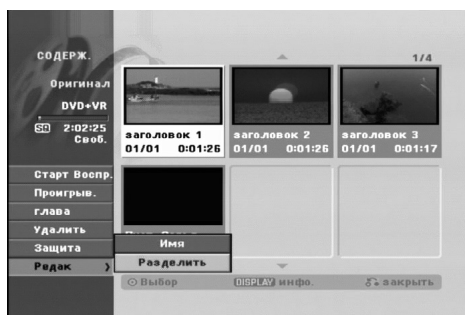 СОДЕРЖ.
1/4
Оригинал
DVD+VR
SQ 2:02:25
Своб.
заголовок 1
01/01 0:01:26
заголовок 2
01/01 0:01:26
заголовок 3
01/01 0:01:17
Старт Воспр.
Проигрыв.
глава
Удалить
Защита
Редак >
Имя
Разделить
Выбор
DISPLAY инфо.
закрыть